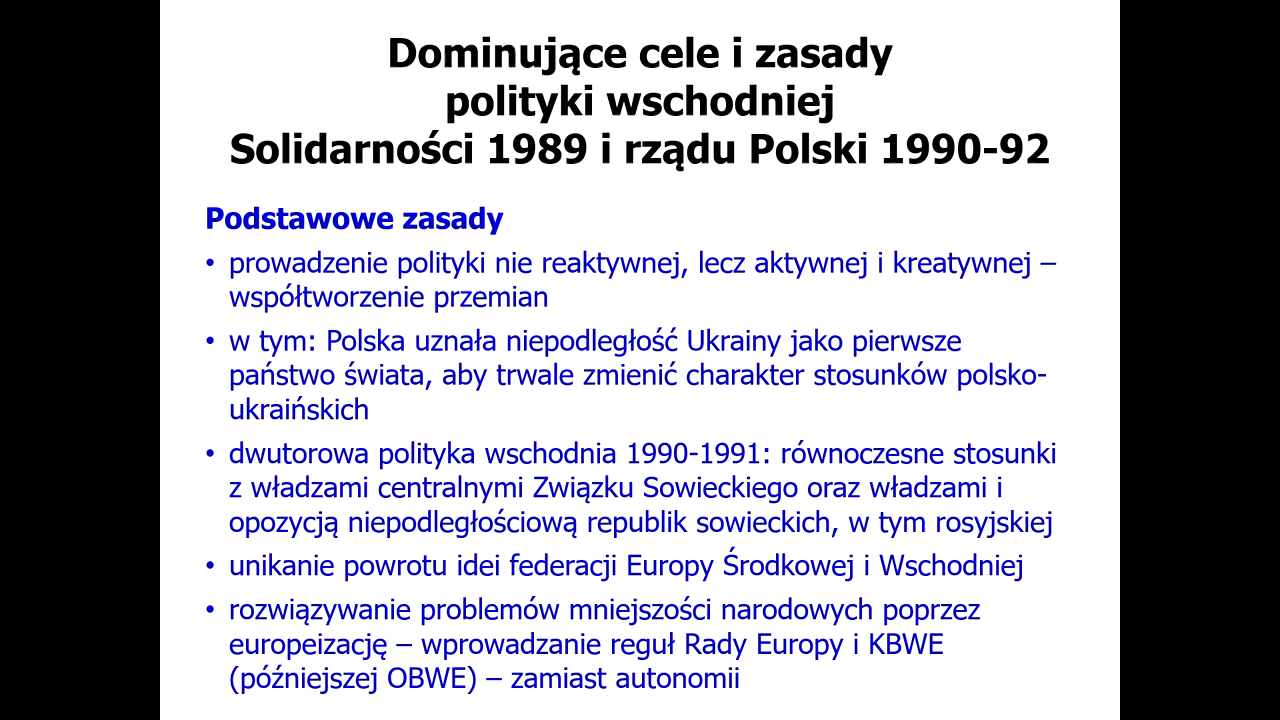 Dominujące cele i zasady
polityki wschodniej
Solidarności 1989 i rządu Polski 1990-92
Podstawowe zasady
• prowadzenie polityki nie reaktywnej, lecz aktywnej i kreatywnej –
współtworzenie przemian
• w tym: Polska uznała niepodległość Ukrainy jako pierwsze
państwo świata, aby trwale zmienić charakter stosunków polsko-
ukraińskich
• dwutorowa polityka wschodnia 1990-1991: równoczesne stosunki
z władzami centralnymi Związku Sowieckiego oraz władzami i
opozycją niepodległościową republik sowieckich, w tym rosyjskiej
• unikanie powrotu idei federacji Europy Środkowej i Wschodniej
• rozwiązywanie problemów mniejszości narodowych poprzez
europeizację – wprowadzanie reguł Rady Europy i KBWE
(późniejszej OBWE) – zamiast autonomii